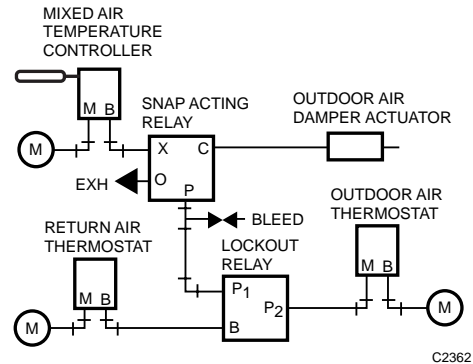 MIXED AIR
TEMPERATURE
CONTROLLER
M B
M
SNAP ACTING
RELAY
X C
O
P
EXH
OUTDOOR AIR
DAMPER ACTUATOR
BLEED
RETURN AIR
THERMOSTAT
M B
M
LOCKOUT
RELAY
P1
P2
B
OUTDOOR AIR
THERMOSTAT
M B
M
C2362